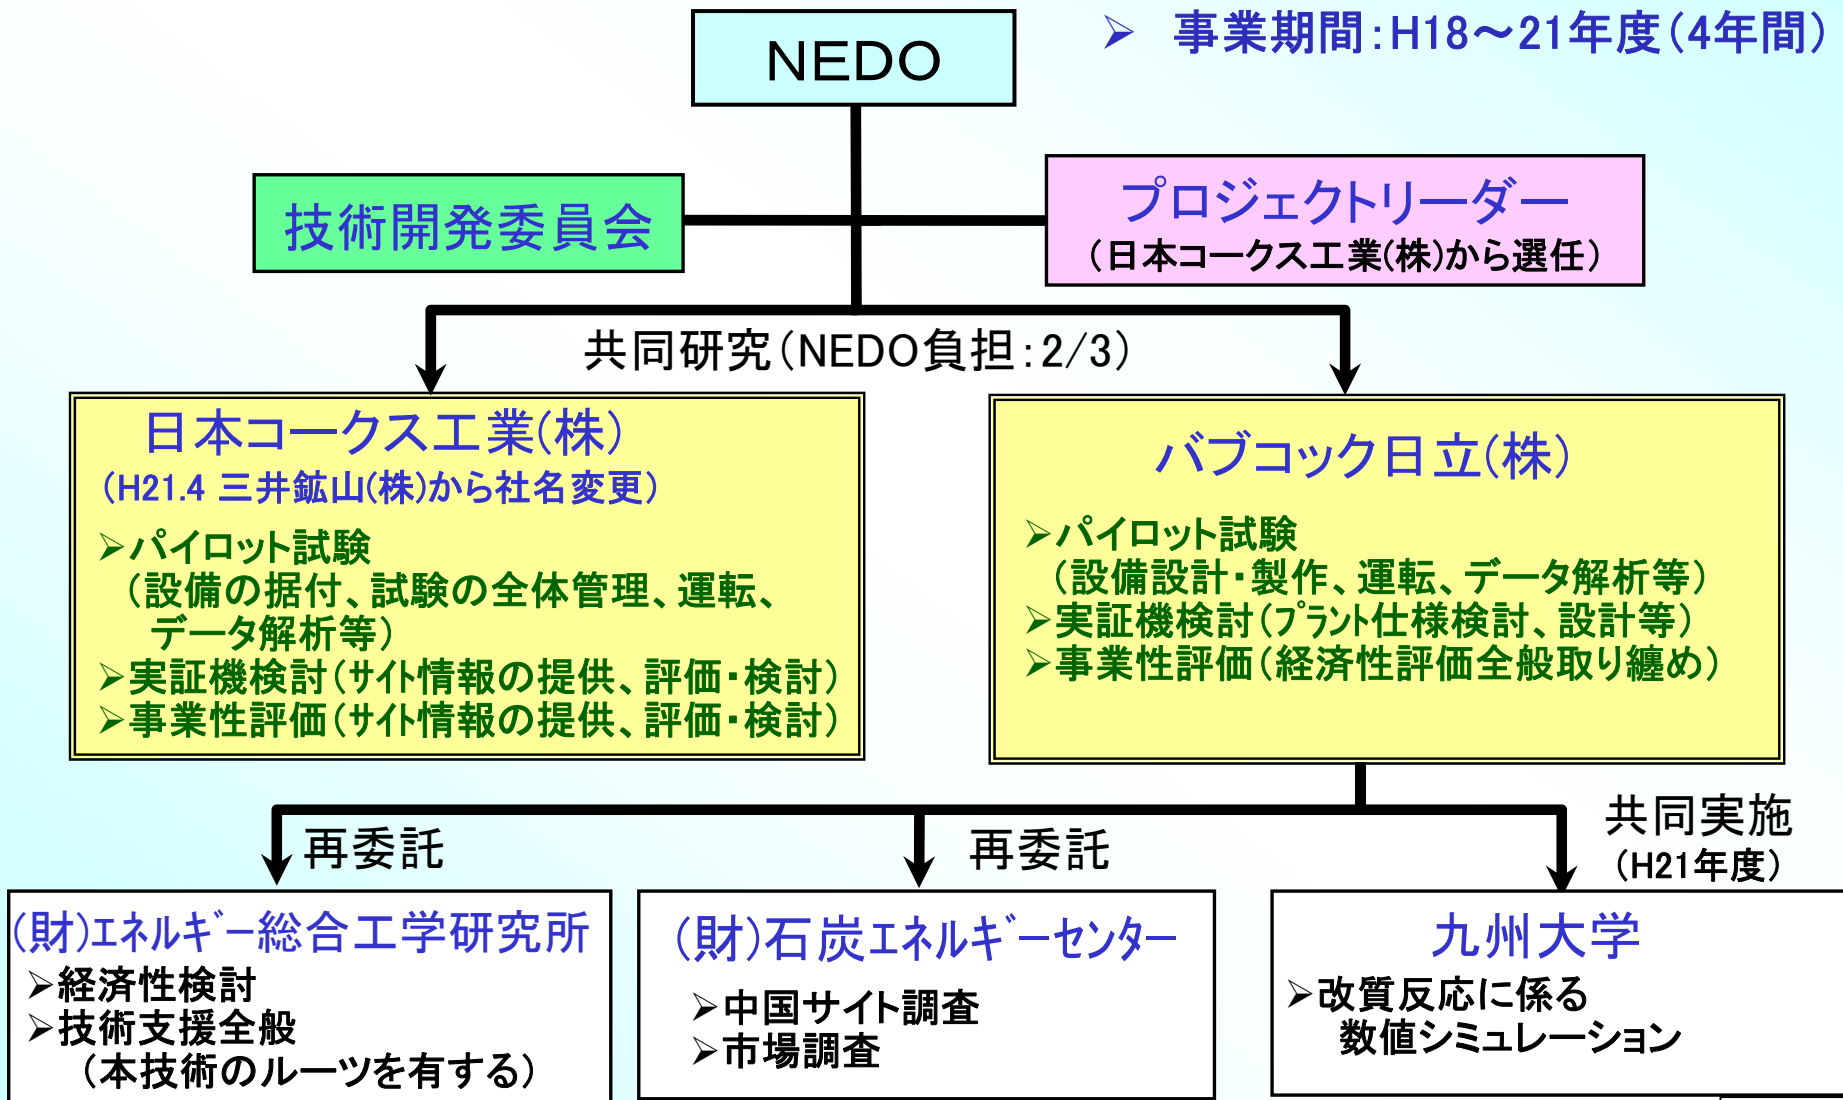 NEDO
➢ 事業期間：H18～21年度（4年間）
技術開発委員会
プロジェクトリーダー
（日本コークス工業(株)から選任）
共同研究（NEDO負担：2/3）
日本コークス工業(株)
（H21.4 三井鉱山(株)から社名変更）
➢パイロット試験
（設備の据付、試験の全体管理、運転、
データ解析等）
➢実証機検討（ｻｲﾄ情報の提供、評価・検討）
➢事業性評価（ｻｲﾄ情報の提供、評価・検討）
バブコック日立(株)
➢パイロット試験
（設備設計・製作、運転、データ解析等）
➢実証機検討（ﾌﾟﾗﾝﾄ仕様検討、設計等）
➢事業性評価（経済性評価全般取り纏め）
再委託
再委託
共同実施
（H21年度）
(財)ｴﾈﾙｷﾞｰ総合工学研究所
➢経済性検討
➢技術支援全般
（本技術のルーツを有する）
(財)石炭ｴﾈﾙｷﾞｰｾﾝﾀｰ
➢中国サイト調査
➢市場調査
九州大学
➢改質反応に係る
数値シミュレーション